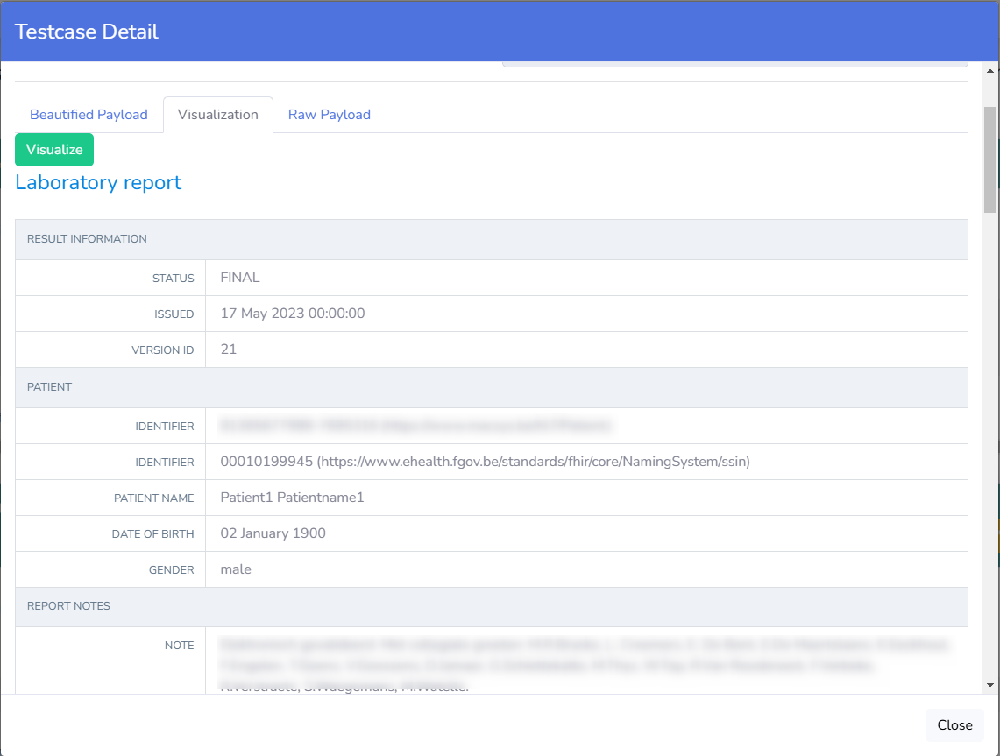 Testcase Detail
Beautified Payload Visualization Raw Payload
Visualize
Laboratory report
RESULT INFORMATION
STATUS FINAL
ISSUED 17 May 2023 00:00:00
VERSION ID 21
PATIENT
IDENTIFIER
IDENTIFIER 00010199945 (https://www.ehealth.fgov.be/standards/fhir/core/NamingSystem/ssin)
PATIENT NAME Patient1 Patientname1
DATE OF BIRTH 02 January 1900
GENDER male
REPORT NOTES
NOTE
Close